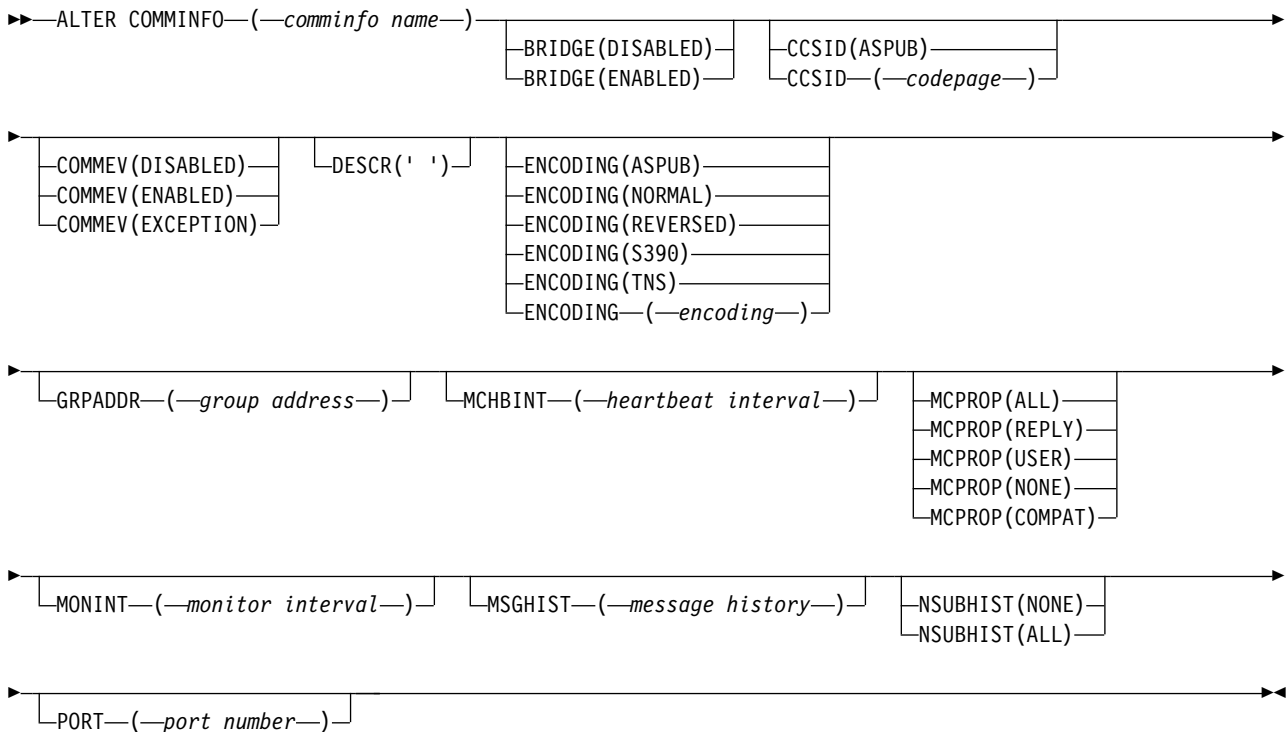 ALTER COMMINFO ( comminfo name )
BRIDGE(DISABLED) CCSID(ASPUB)
BRIDGE(ENABLED) CCSID ( codepage )
COMMEV(DISABLED) DESCR(' ') ENCODING(ASPUB)
COMMEV(ENABLED) ENCODING(NORMAL)
COMMEV(EXCEPTION) ENCODING(REVERSED)
ENCODING(S390)
ENCODING(TNS)
ENCODING ( encoding )
GRPADDR ( group address ) MCHBINT ( heartbeat interval ) MCPROP(ALL)
MCPROP(REPLY)
MCPROP(USER)
MCPROP(NONE)
MCPROP(COMPAT)
MONINT ( monitor interval ) MSGHIST ( message history ) NSUBHIST(NONE)
NSUBHIST(ALL)
PORT ( port number )